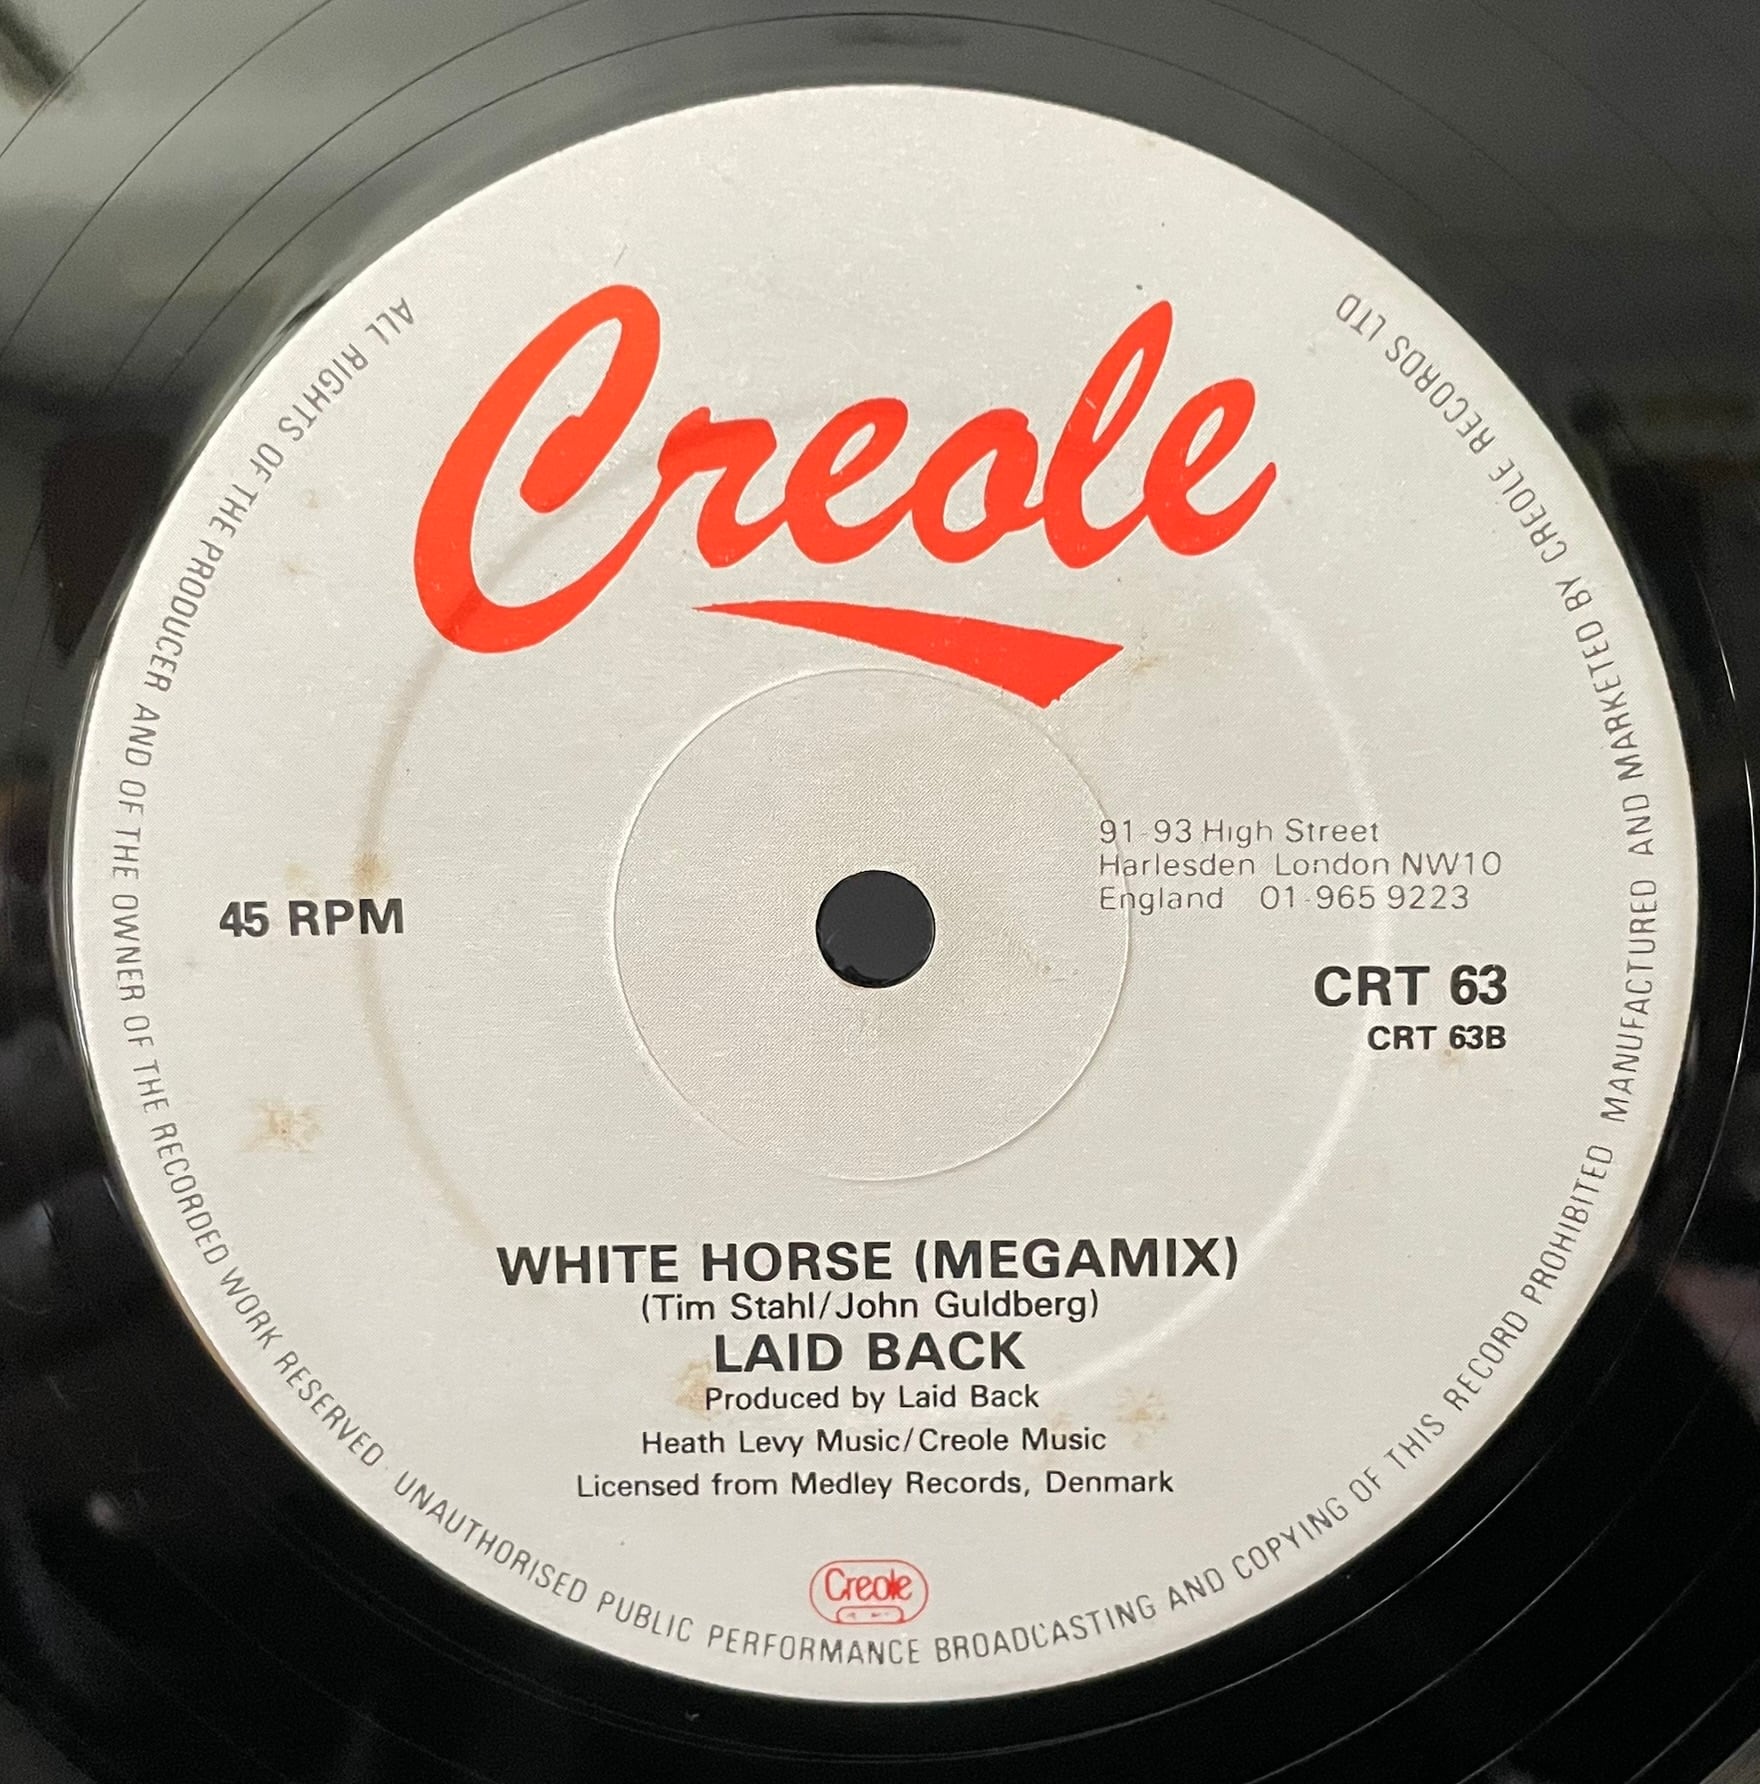 Creole
91-93 High Street
Harlesden London NW10
England 01-965 9223
45 RPM
CRT 63
CRT 63B
WHITE HORSE (MEGAMIX)
(Tim Stahl/John Guldberg)
LAID BACK
Produced by Laid Back
Heath Levy Music/Creole Music
Licensed from Medley Records, Denmark
Creole
ALL RIGHTS OF THE PRODUCER AND OF THE OWNER OF THE RECORDED WORK RESERVED · UNAUTHORISED PUBLIC PERFORMANCE BROADCASTING AND COPYING OF THIS RECORD PROHIBITED MANUFACTURED AND MARKETED BY CREOLE RECORDS LTD